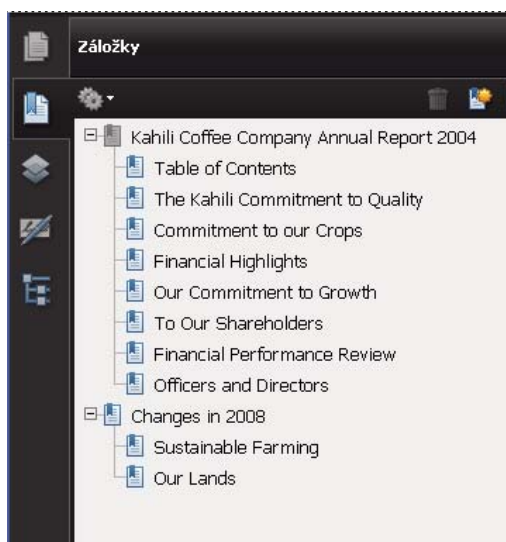 Záložky
Kahili Coffee Company Annual Report 2004
Table of Contents
The Kahili Commitment to Quality
Commitment to our Crops
Financial Highlights
Our Commitment to Growth
To Our Shareholders
Financial Performance Review
Officers and Directors
Changes in 2008
Sustainable Farming
Our Lands